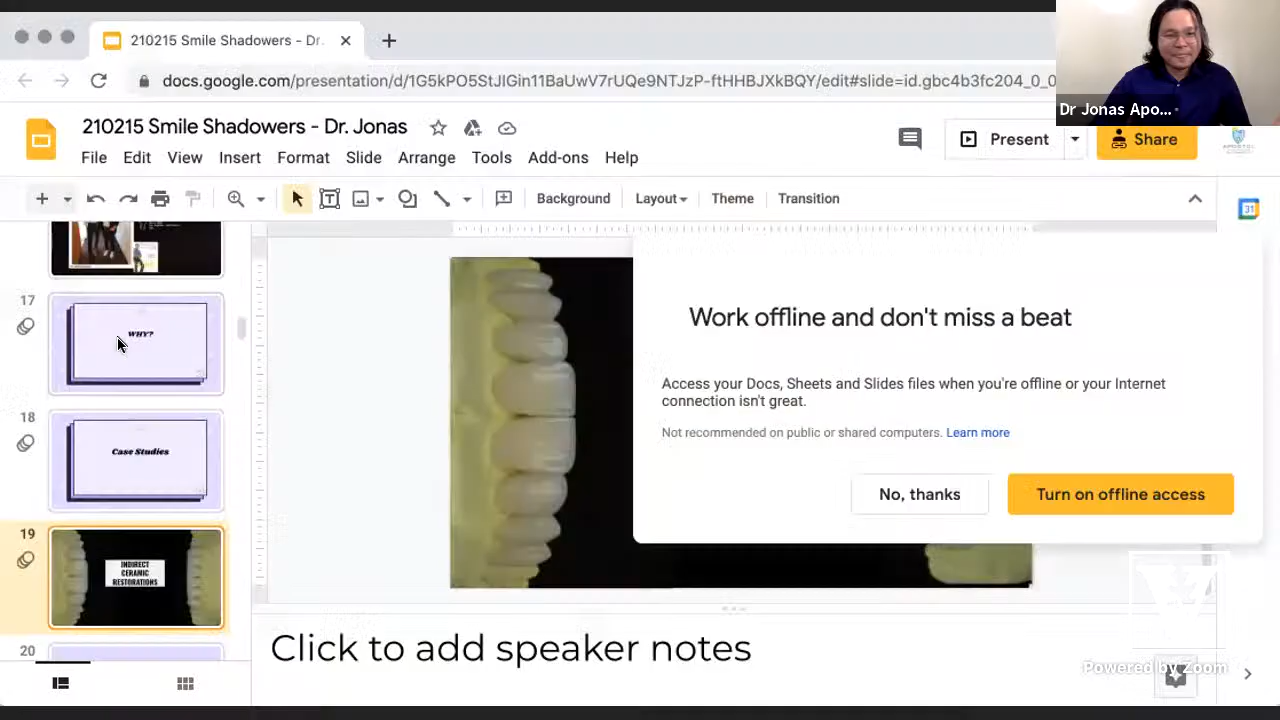 210215 Smile Shadowers - Dr.
docs.google.com/presentation/d/1G5kPO5StJIGin11BaUwV7rUQe9NTJzP-ftHHBJXkBQY/edit#slide=id.gbc4b3fc204_0_0
Dr Jonas Apo...
210215 Smile Shadowers - Dr. Jonas
Present
Share
File Edit View Insert Format Slide Arrange Tools Add-ons Help
Background Layout Theme Transition
31
17
WHY?
18
Case Studies
19
INDIRECT
CERAMIC
RESTORATIONS
20
Work offline and don't miss a beat
Access your Docs, Sheets and Slides files when you're offline or your Internet
connection isn't great.
Not recommended on public or shared computers. Learn more
No, thanks
Turn on offline access
Click to add speaker notes
Powered by Zoom